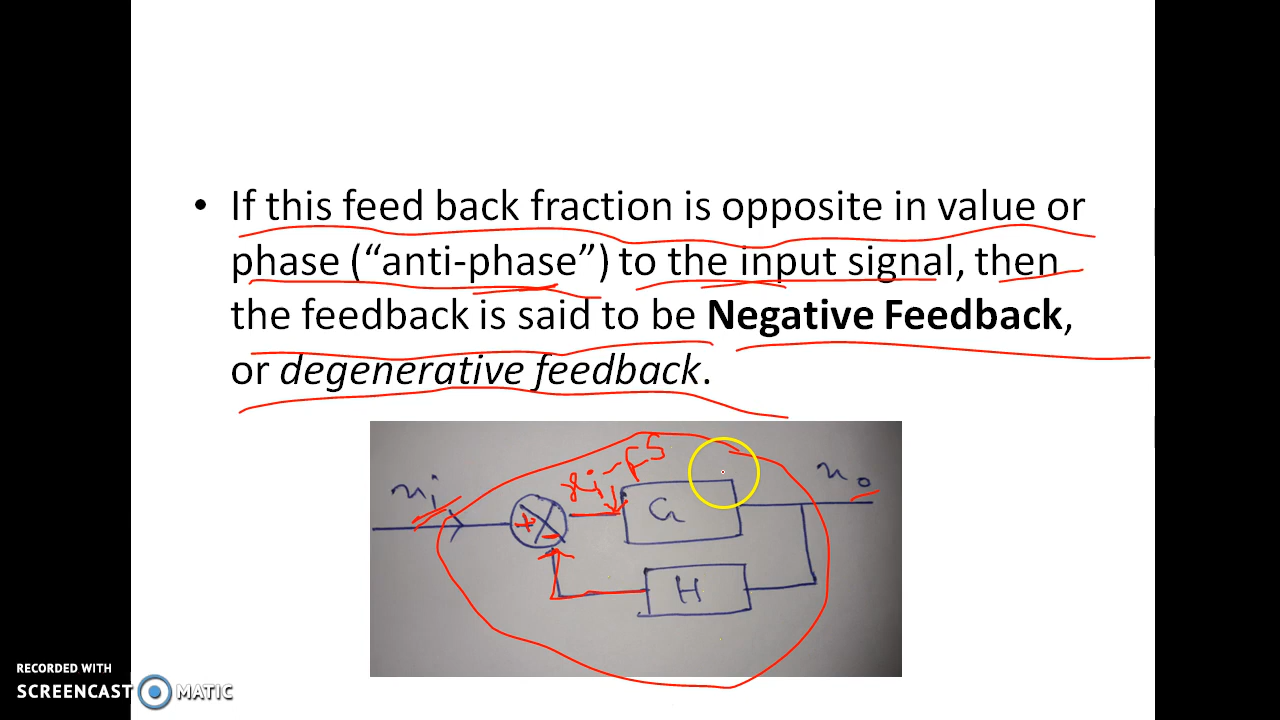 • If this feed back fraction is opposite in value or
phase (“anti-phase”) to the input signal, then
the feedback is said to be Negative Feedback,
or degenerative feedback.
xi
+
-
xi - f s
G
xo
H
RECORDED WITH
SCREENCAST MATIC